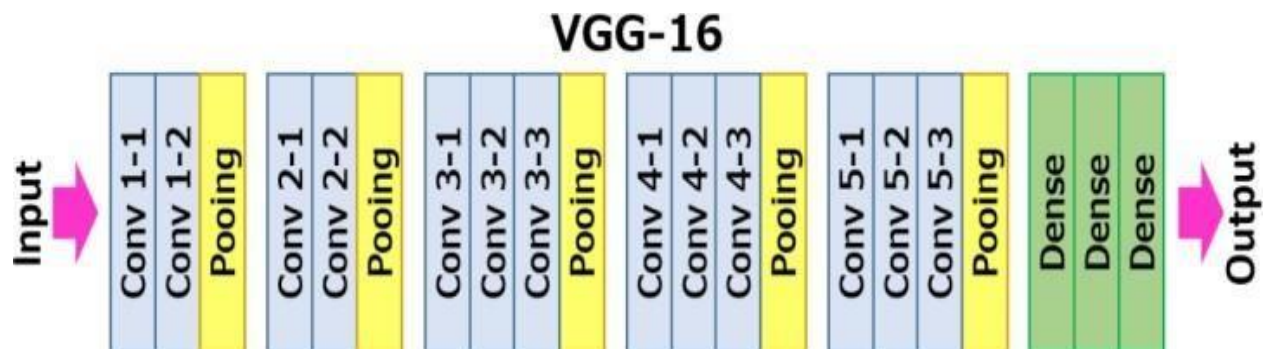 VGG-16
Input
Conv 1-1
Conv 1-2
Pooing
Conv 2-1
Conv 2-2
Pooing
Conv 3-1
Conv 3-2
Conv 3-3
Pooing
Conv 4-1
Conv 4-2
Conv 4-3
Pooing
Conv 5-1
Conv 5-2
Conv 5-3
Pooing
Dense
Dense
Dense
Output